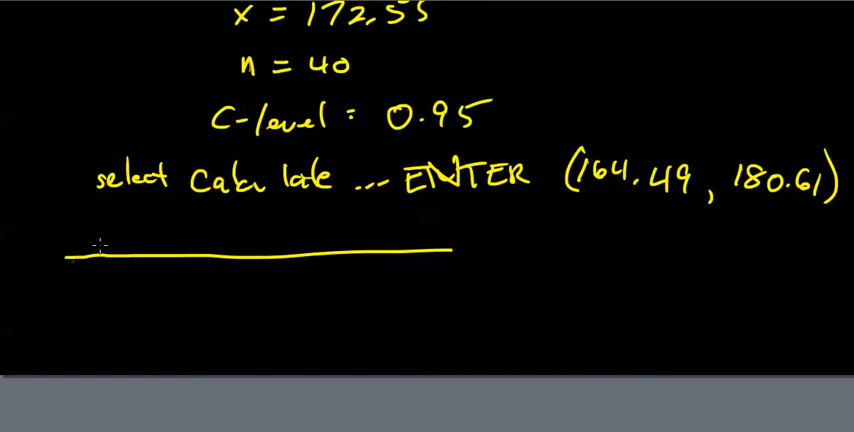 x = 172.55
n = 40
C-level = 0.95
select Calculate ... ENTER (164.49, 180.61)